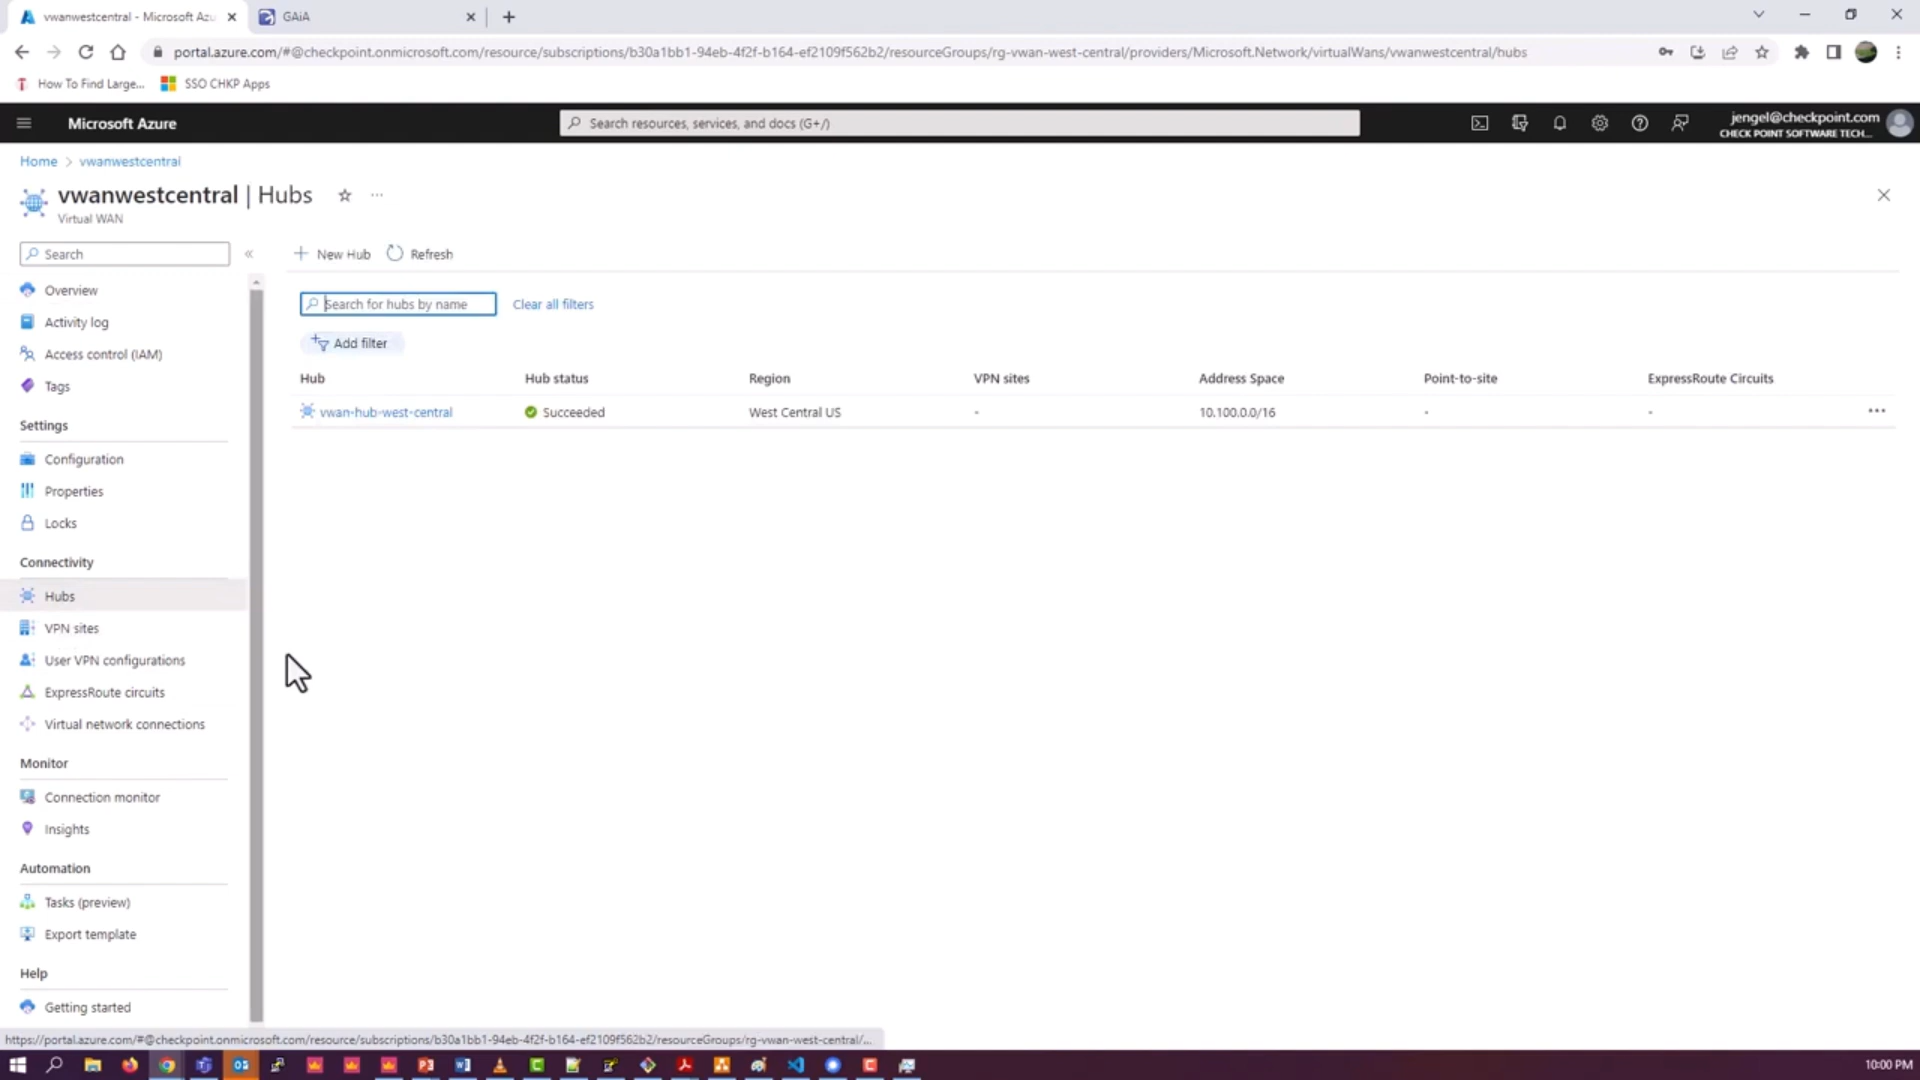 vwanwestcentral - Microsoft Azu
GAiA
portal.azure.com/#@checkpoint.onmicrosoft.com/resource/subscriptions/b30a1bb1-94eb-4f2f-b164-ef2109f562b2/resourceGroups/rg-vwan-west-central/providers/Microsoft.Network/virtualWans/vwanwestcentral/hubs
How To Find Large...
SSO CHKP Apps
Microsoft Azure
Search resources, services, and docs (G+/)
jengel@checkpoint.com
CHECK POINT SOFTWARE TECH...
Home > vwanwestcentral
vwanwestcentral | Hubs
Virtual WAN
Search
New Hub
Refresh
Overview
Activity log
Access control (IAM)
Tags
Settings
Configuration
Properties
Locks
Connectivity
Hubs
VPN sites
User VPN configurations
ExpressRoute circuits
Virtual network connections
Monitor
Connection monitor
Insights
Automation
Tasks (preview)
Export template
Help
Getting started
Search for hubs by name
Clear all filters
Add filter
Hub Hub status Region VPN sites Address Space Point-to-site ExpressRoute Circuits
vwan-hub-west-central Succeeded West Central US - 10.100.0.0/16 - -
https://portal.azure.com/#@checkpoint.onmicrosoft.com/resource/subscriptions/b30a1bb1-94eb-4f2f-b164-ef2109f562b2/resourceGroups/rg-vwan-west-central/...
10:00 PM